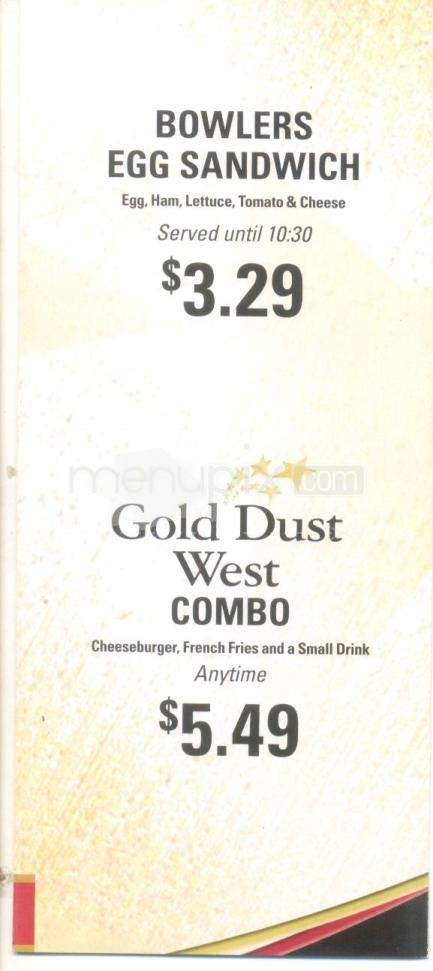 BOWLERS
EGG SANDWICH
Egg, Ham, Lettuce, Tomato & Cheese
Served until 10:30
$3.29
menupix.com
Gold Dust
West
COMBO
Cheeseburger, French Fries and a Small Drink
Anytime
$5.49